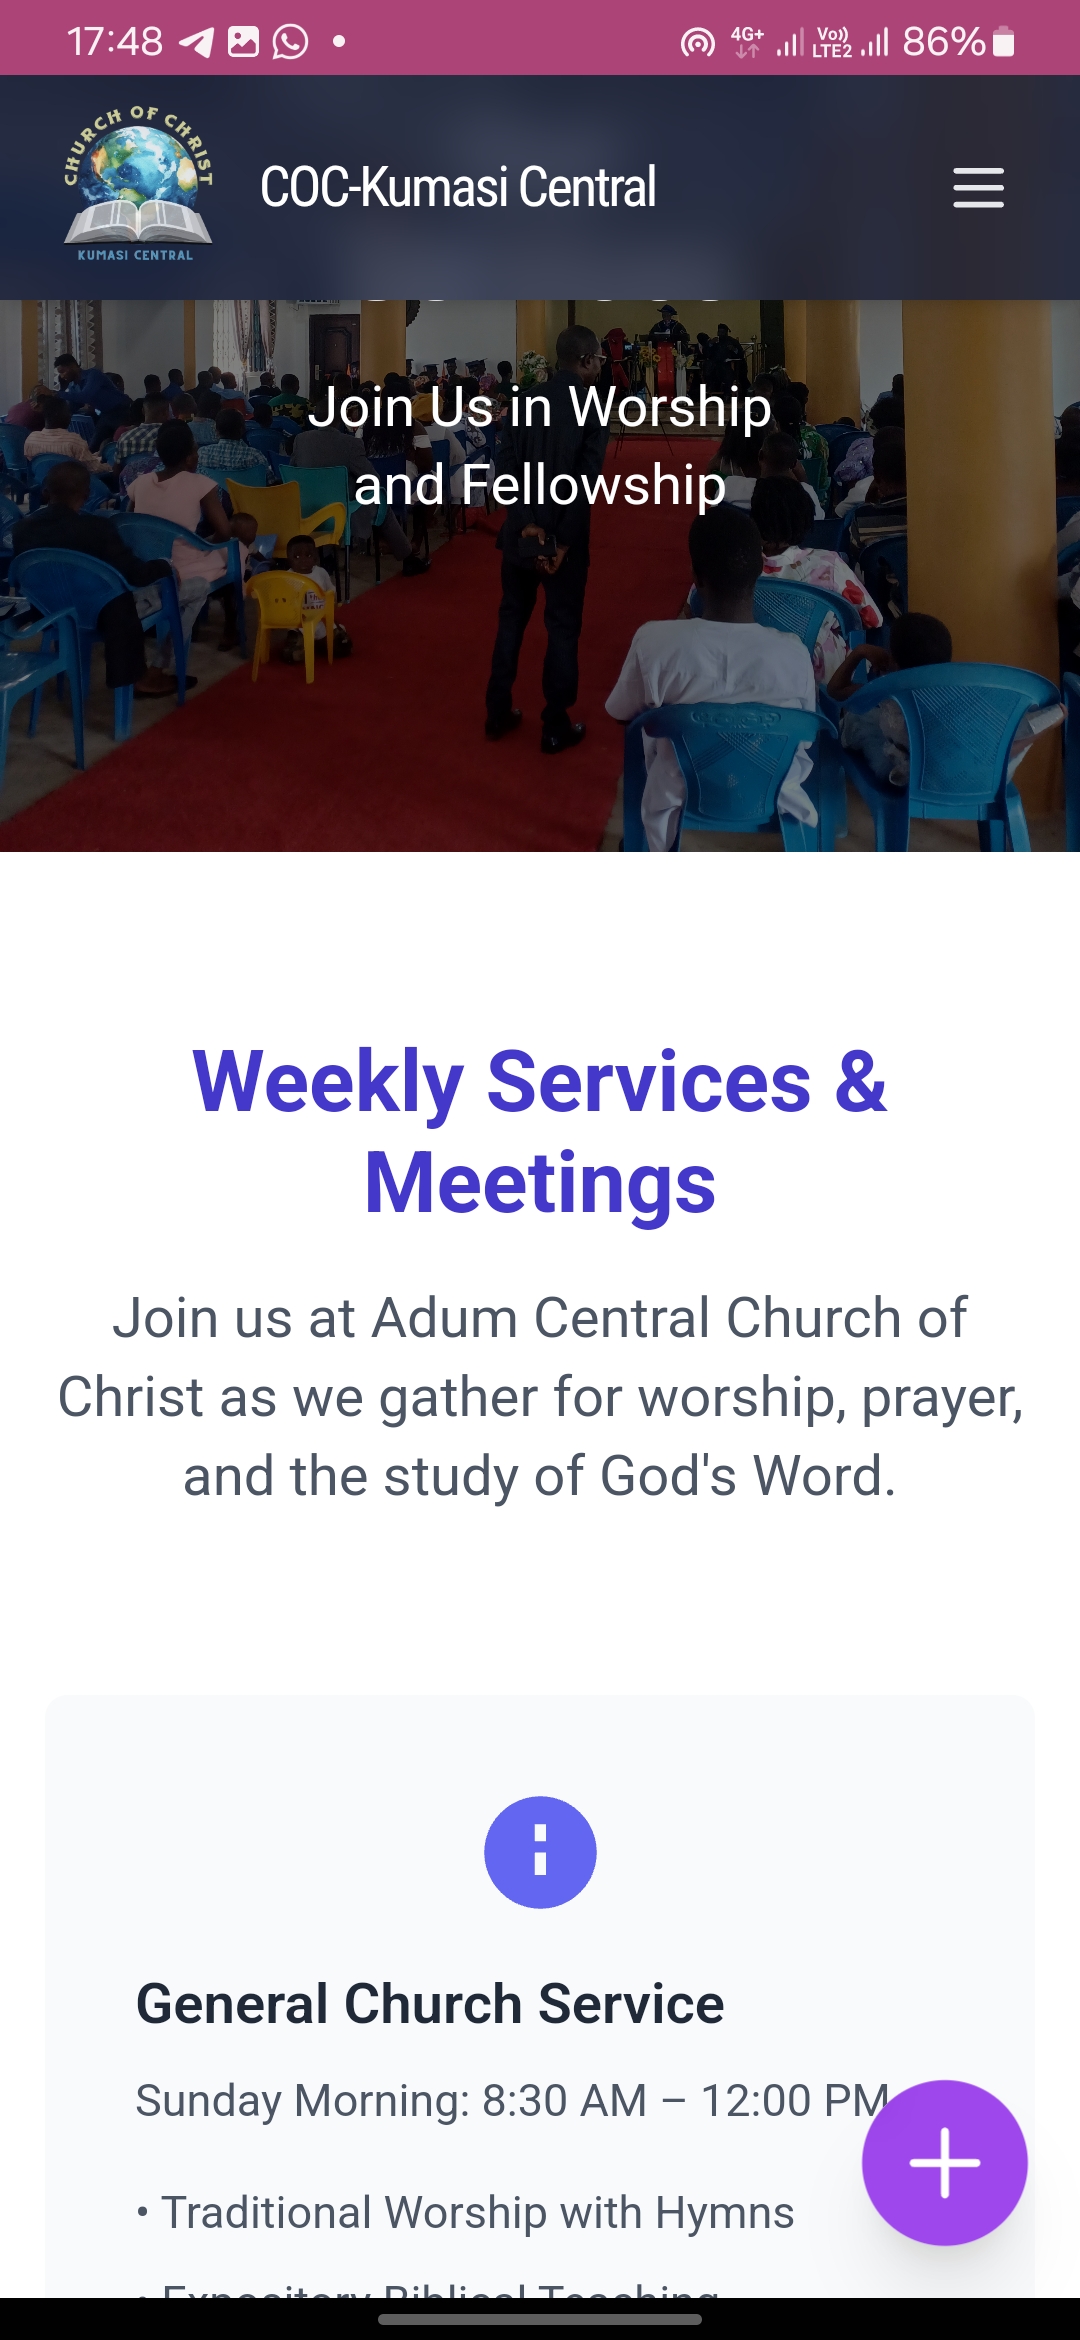 17:48
4G+
Vo))
LTE2
86%
CHURCH OF CHRIST
KUMASI CENTRAL
COC-Kumasi Central
Join Us in Worship
and Fellowship
Weekly Services &
Meetings
Join us at Adum Central Church of
Christ as we gather for worship, prayer,
and the study of God's Word.
General Church Service
Sunday Morning: 8:30 AM – 12:00 PM
• Traditional Worship with Hymns
• Expository Biblical Teaching